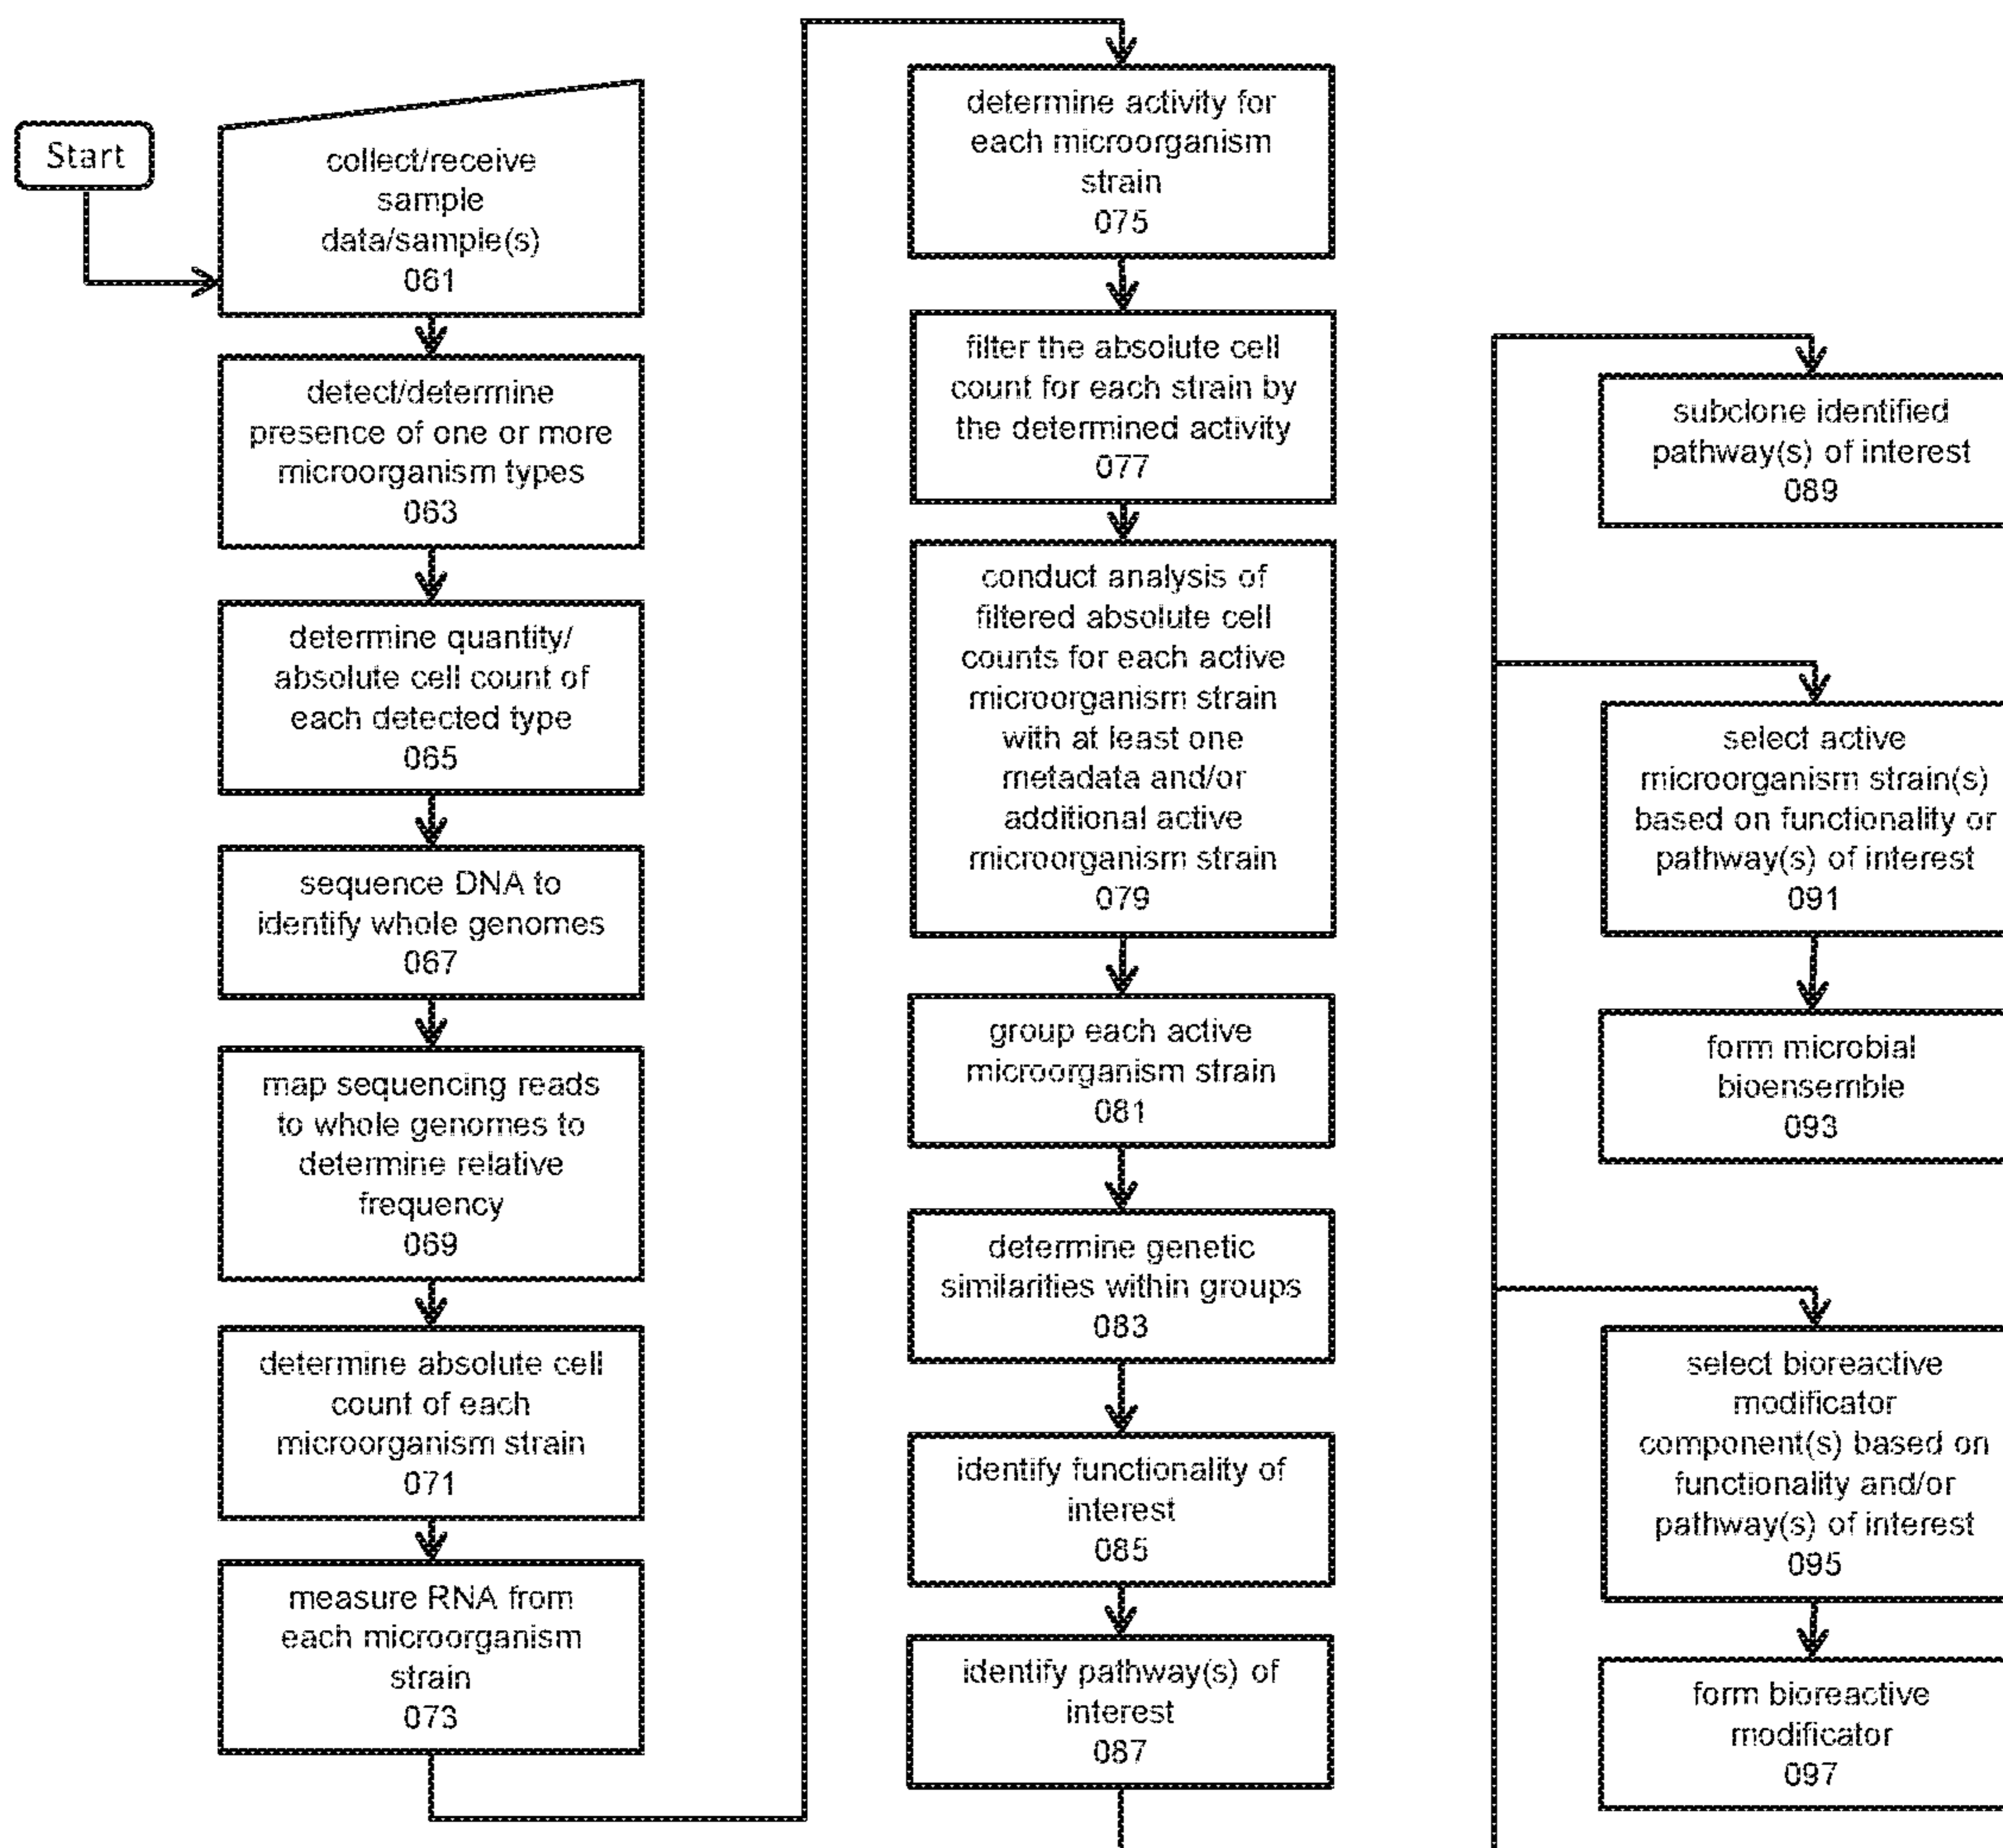 Start
collect/receive
sample
data/sample(s)
061
detect/determine
presence of one or more
microorganism types
063
determine quantity/
absolute cell count of
each detected type
065
sequence DNA to
identify whole genomes
067
map sequencing reads
to whole genomes to
determine relative
frequency
069
determine absolute cell
count of each
microorganism strain
071
measure RNA from
each microorganism
strain
073
determine activity for
each microorganism
strain
075
filter the absolute cell
count for each strain by
the determined activity
077
conduct analysis of
filtered absolute cell
counts for each active
microorganism strain
with at least one
metadata and/or
additional active
microorganism strain
079
group each active
microorganism strain
081
determine genetic
similarities within groups
083
identify functionality of
interest
085
identify pathway(s) of
interest
087
subclone identified
pathway(s) of interest
089
select active
microorganism strain(s)
based on functionality or
pathway(s) of interest
091
form microbial
bioensemble
093
select bioreactive
modificator
component(s) based on
functionality and/or
pathway(s) of interest
095
form bioreactive
modificator
097